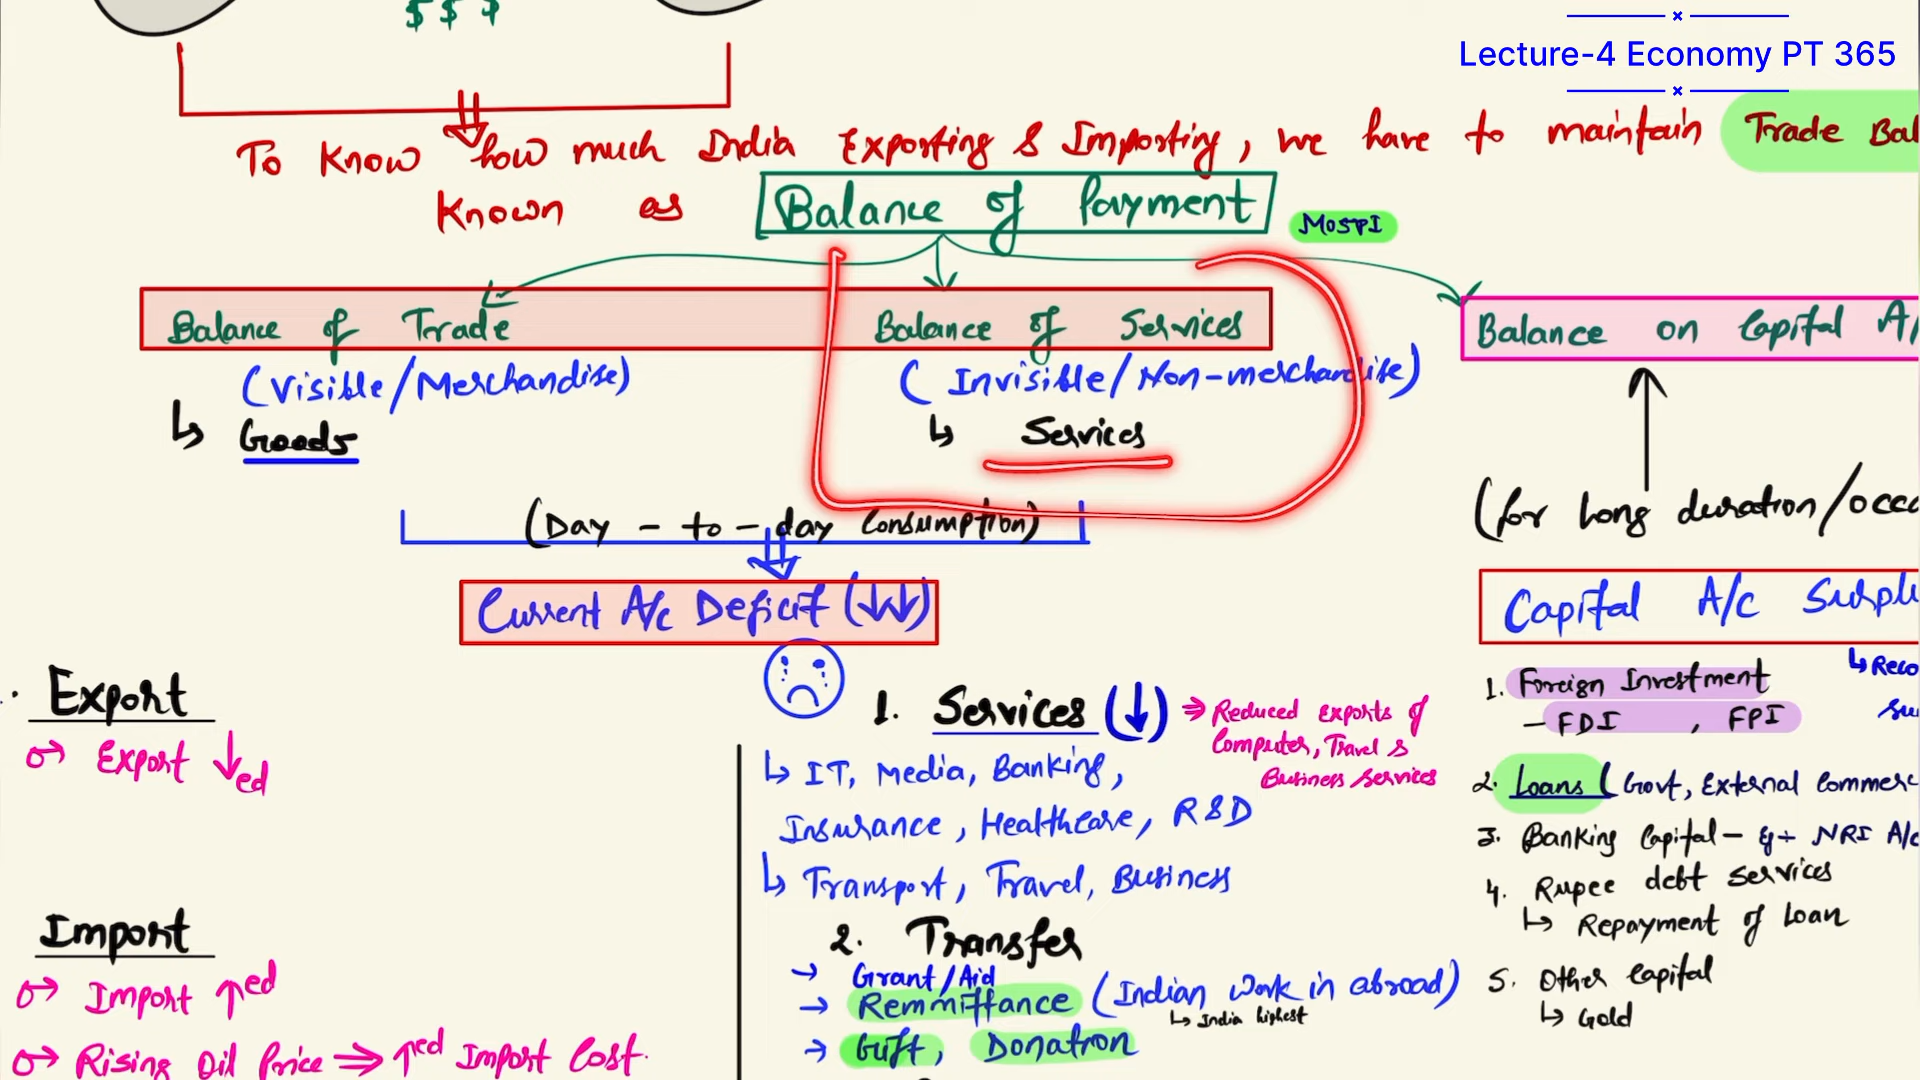 $ $ $
Lecture-4 Economy PT 365
To Know how much India Exporting & Importing, we have to maintain Trade Bal
Known as Balance of Payment
MOSPI
Balance of Trade
(Visible/Merchandise)
↳ Goods
Balance of Services
(Invisible/Non-merchandise)
↳ Services
Balance on Capital A/
(Day - to - day Consumption)
(for long duration/occa
Current A/c Deficit (↓↓)
Capital A/c Surplu
Export
Export ↓ed
Import
Import ↑ed
Rising Oil Price ⇒ ↑ed Import Cost.
1. Services (↓) ⇒ Reduced exports of
Computer, Travel &
Business Services
↳ IT, Media, Banking,
Insurance, Healthcare, R&D
↳ Transport, Travel, Business
2. Transfer
→ Grant/Aid
→ Remmittance (Indian work in abroad)
↳ India highest
→ Gift, Donation
1. Foreign Investment
- FDI, FPI
↳ Reco
Su
2. Loans (Govt, External Commerc
3. Banking Capital - eg:- NRI A/c
4. Rupee debt services
↳ Repayment of loan
5. Other Capital
↳ Gold